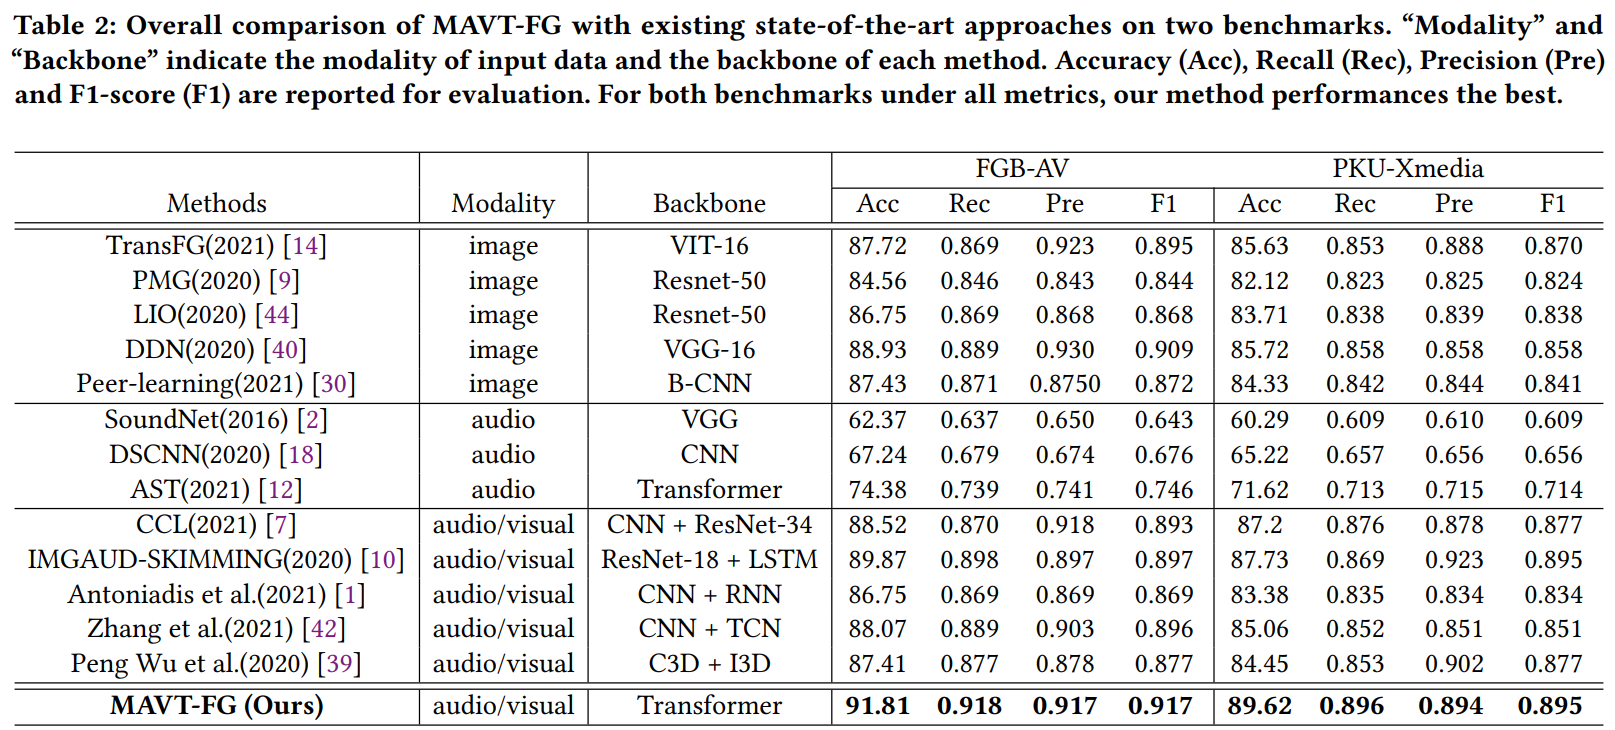 Table 2: Overall comparison of MAVT-FG with existing state-of-the-art approaches on two benchmarks. “Modality” and
“Backbone” indicate the modality of input data and the backbone of each method. Accuracy (Acc), Recall (Rec), Precision (Pre)
and F1-score (F1) are reported for evaluation. For both benchmarks under all metrics, our method performances the best.
FGB-AV PKU-Xmedia
Methods Modality Backbone Acc Rec Pre F1 Acc Rec Pre F1
TransFG(2021) [14] image VIT-16 87.72 0.869 0.923 0.895 85.63 0.853 0.888 0.870
PMG(2020) [9] image Resnet-50 84.56 0.846 0.843 0.844 82.12 0.823 0.825 0.824
LIO(2020) [44] image Resnet-50 86.75 0.869 0.868 0.868 83.71 0.838 0.839 0.838
DDN(2020) [40] image VGG-16 88.93 0.889 0.930 0.909 85.72 0.858 0.858 0.858
Peer-learning(2021) [30] image B-CNN 87.43 0.871 0.8750 0.872 84.33 0.842 0.844 0.841
SoundNet(2016) [2] audio VGG 62.37 0.637 0.650 0.643 60.29 0.609 0.610 0.609
DSCNN(2020) [18] audio CNN 67.24 0.679 0.674 0.676 65.22 0.657 0.656 0.656
AST(2021) [12] audio Transformer 74.38 0.739 0.741 0.746 71.62 0.713 0.715 0.714
CCL(2021) [7] audio/visual CNN + ResNet-34 88.52 0.870 0.918 0.893 87.2 0.876 0.878 0.877
IMGAUD-SKIMMING(2020) [10] audio/visual ResNet-18 + LSTM 89.87 0.898 0.897 0.897 87.73 0.869 0.923 0.895
Antoniadis et al.(2021) [1] audio/visual CNN + RNN 86.75 0.869 0.869 0.869 83.38 0.835 0.834 0.834
Zhang et al.(2021) [42] audio/visual CNN + TCN 88.07 0.889 0.903 0.896 85.06 0.852 0.851 0.851
Peng Wu et al.(2020) [39] audio/visual C3D + I3D 87.41 0.877 0.878 0.877 84.45 0.853 0.902 0.877
MAVT-FG (Ours) audio/visual Transformer 91.81 0.918 0.917 0.917 89.62 0.896 0.894 0.895